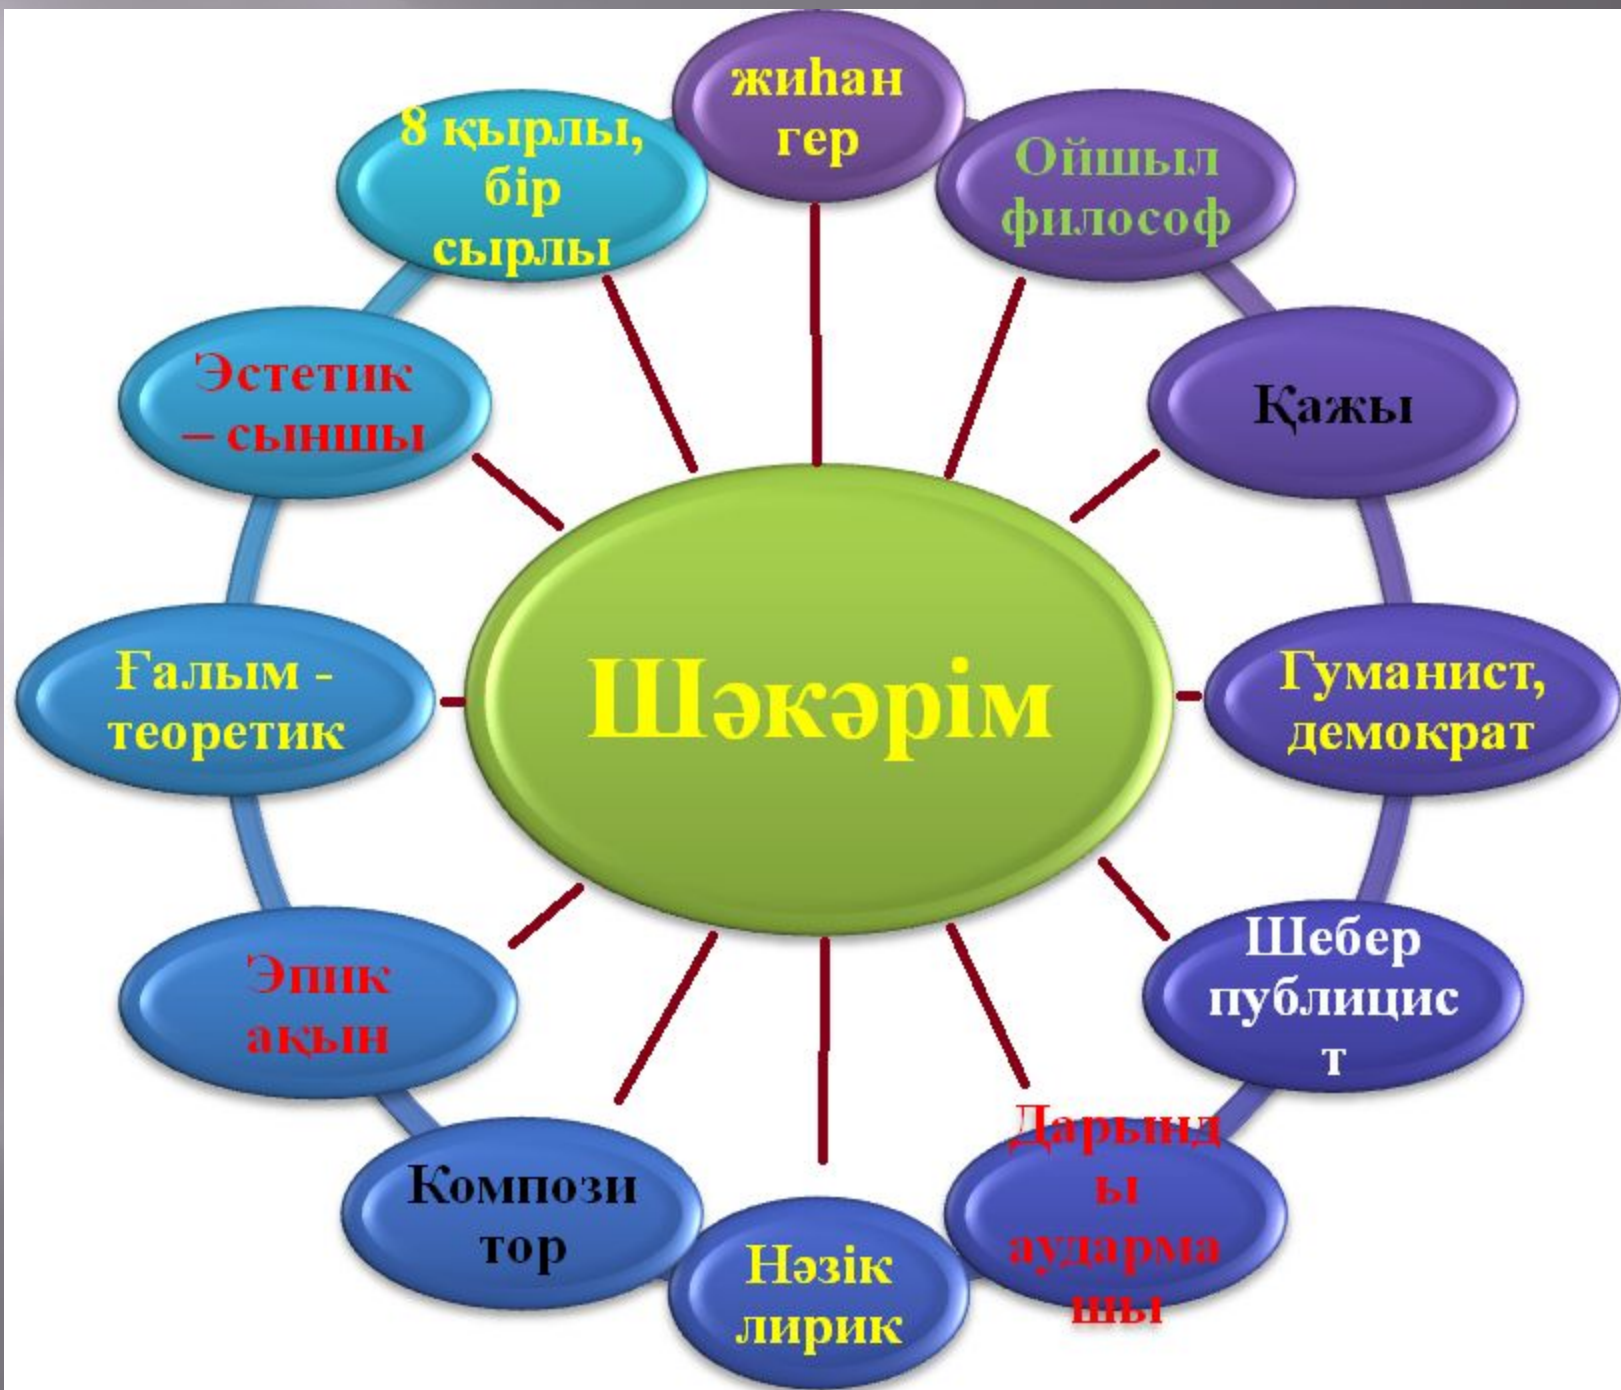 жиһан
гер
Ойшыл
философ
Қажы
Гуманист,
демократ
Шебер
публицис
т
Дарынд
ы
аударма
шы
Нәзік
лирик
Компози
тор
Эпик
ақын
Ғалым -
теоретик
Эстетик
– сыншы
8 қырлы,
бір
сырлы
Шәкәрім